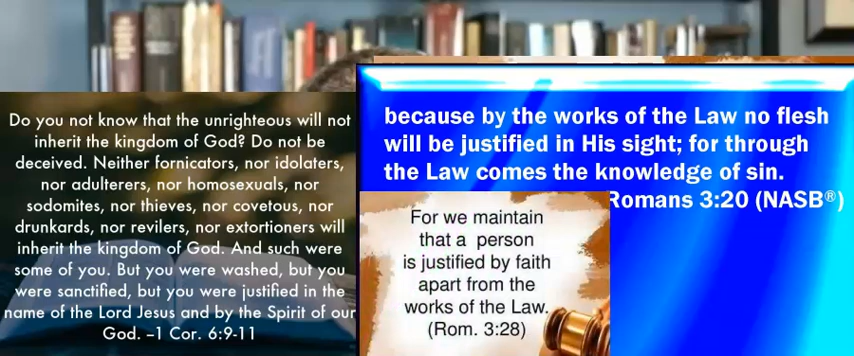 Do you not know that the unrighteous will not
inherit the kingdom of God? Do not be
deceived. Neither fornicators, nor idolaters,
nor adulterers, nor homosexuals, nor
sodomites, nor thieves, nor covetous, nor
drunkards, nor revilers, nor extortioners will
inherit the kingdom of God. And such were
some of you. But you were washed, but you
were sanctified, but you were justified in the
name of the Lord Jesus and by the Spirit of our
God. –1 Cor. 6:9-11
because by the works of the Law no flesh
will be justified in His sight; for through
the Law comes the knowledge of sin.
Romans 3:20 (NASB®)
For we maintain
that a person
is justified by faith
apart from the
works of the Law.
(Rom. 3:28)